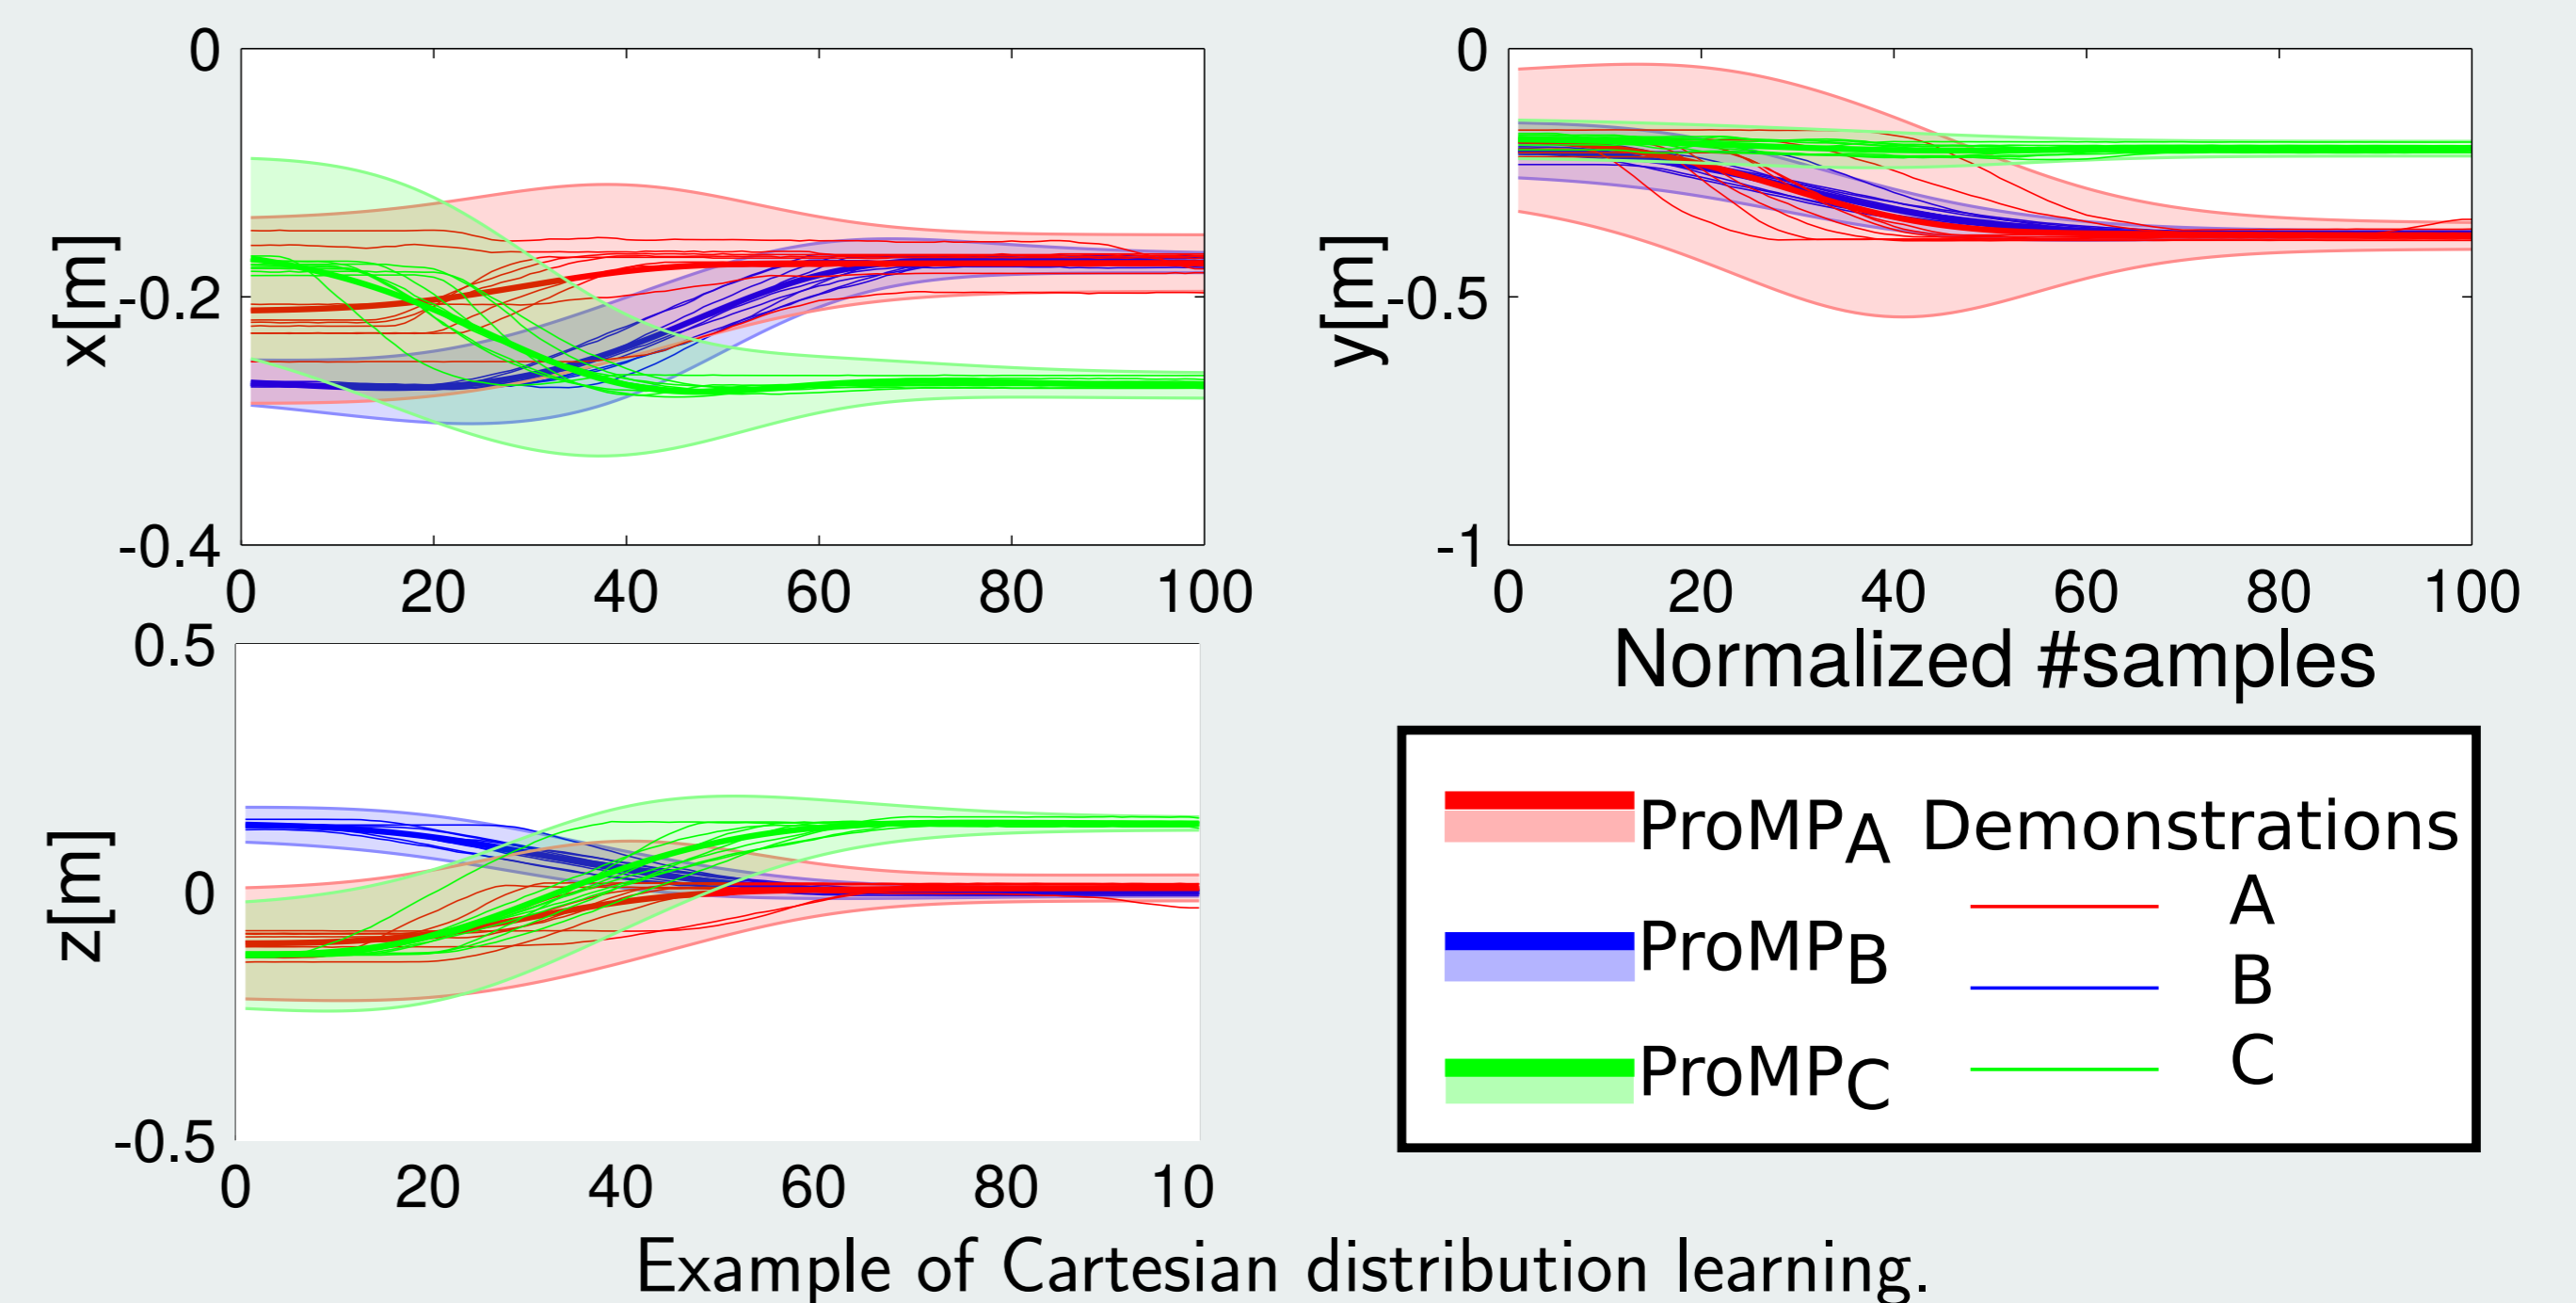 0
-0.2
-0.4
x[m]
0 20 40 60 80 100
0
-0.5
-1
y[m]
0 20 40 60 80 100
Normalized #samples
0.5
0
-0.5
z[m]
0 20 40 60 80 10
ProMPA Demonstrations
A
ProMPB
B
ProMPC
C
Example of Cartesian distribution learning.